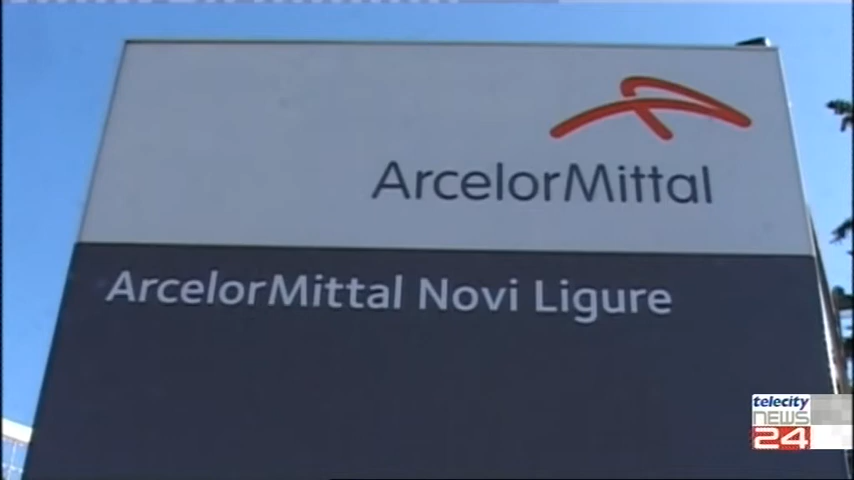 ArcelorMittal
ArcelorMittal Novi Ligure
telecity
NEWS
24